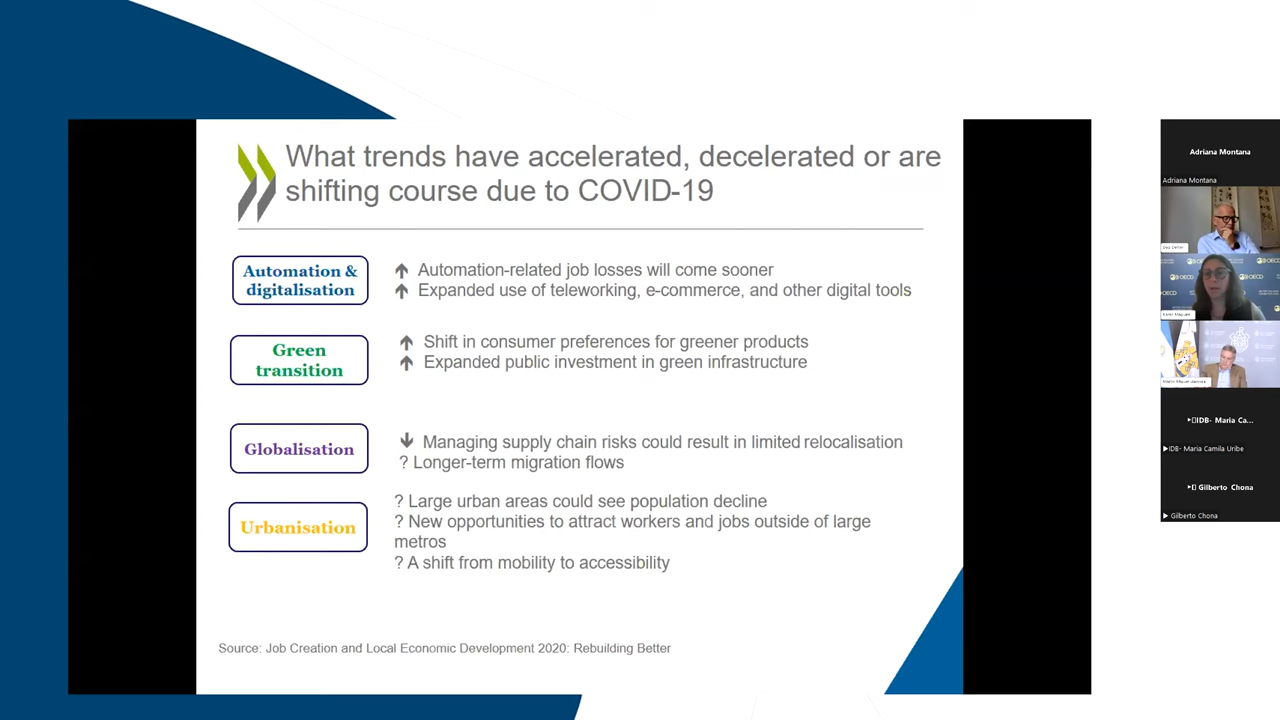 What trends have accelerated, decelerated or are
shifting course due to COVID-19
Automation &
digitalisation
Automation-related job losses will come sooner
Expanded use of teleworking, e-commerce, and other digital tools
Green
transition
Shift in consumer preferences for greener products
Expanded public investment in green infrastructure
Globalisation
Managing supply chain risks could result in limited relocalisation
? Longer-term migration flows
Urbanisation
? Large urban areas could see population decline
? New opportunities to attract workers and jobs outside of large
metros
? A shift from mobility to accessibility
Source: Job Creation and Local Economic Development 2020: Rebuilding Better
Adriana Montana
Adriana Montana
OECD
OECD
OECD
Karen Maguire
IDB- Maria Ca...
IDB- Maria Camila Uribe
Gilberto Chona
Gilberto Chona